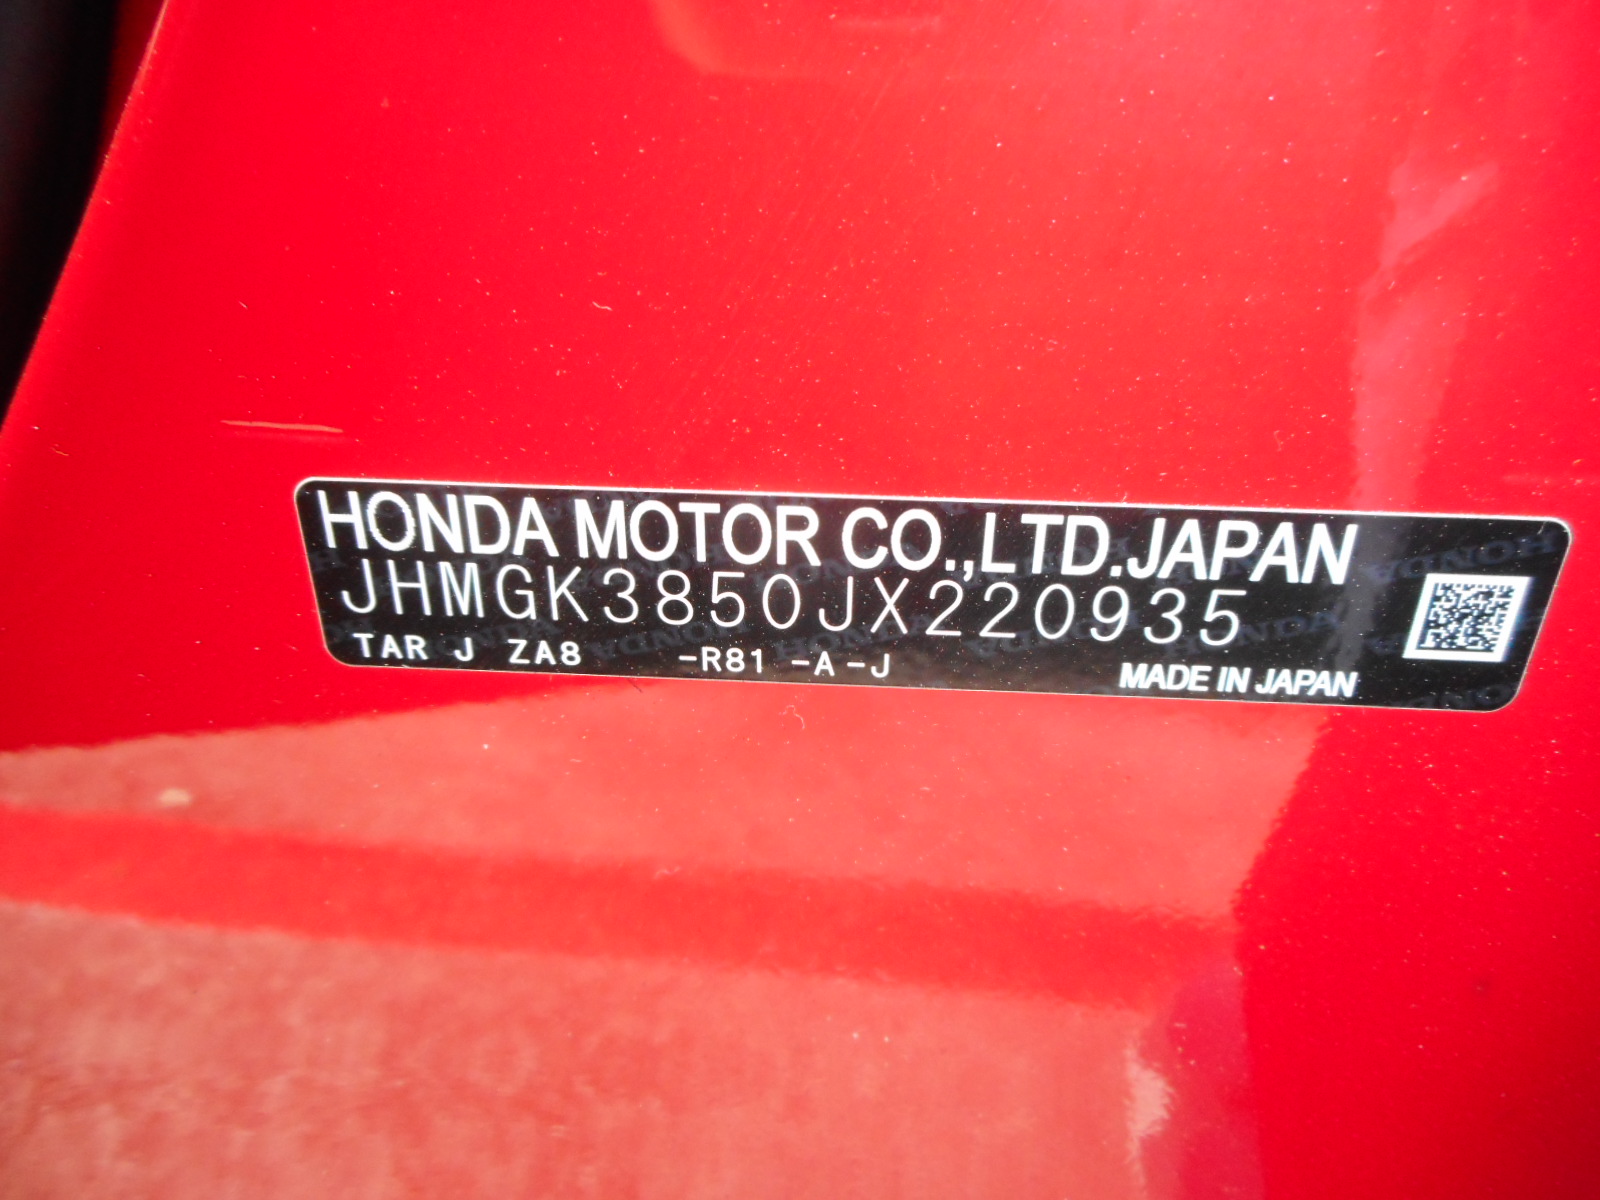 HONDA MOTOR CO.,LTD.JAPAN
JHMGK3850JX220935
TAR J ZA8 -R81 -A-J
MADE IN JAPAN